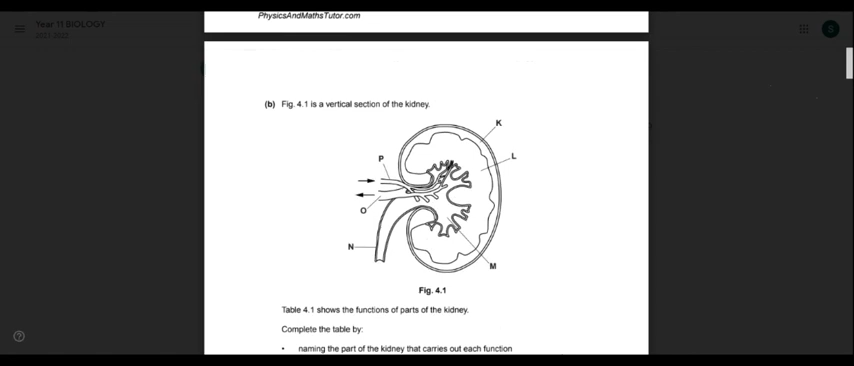 PhysicsAndMathsTutor.com
Year 11 BIOLOGY
2021-2022
S
(b) Fig. 4.1 is a vertical section of the kidney.
K
L
P
O
N
M
Fig. 4.1
Table 4.1 shows the functions of parts of the kidney.
Complete the table by:
• naming the part of the kidney that carries out each function